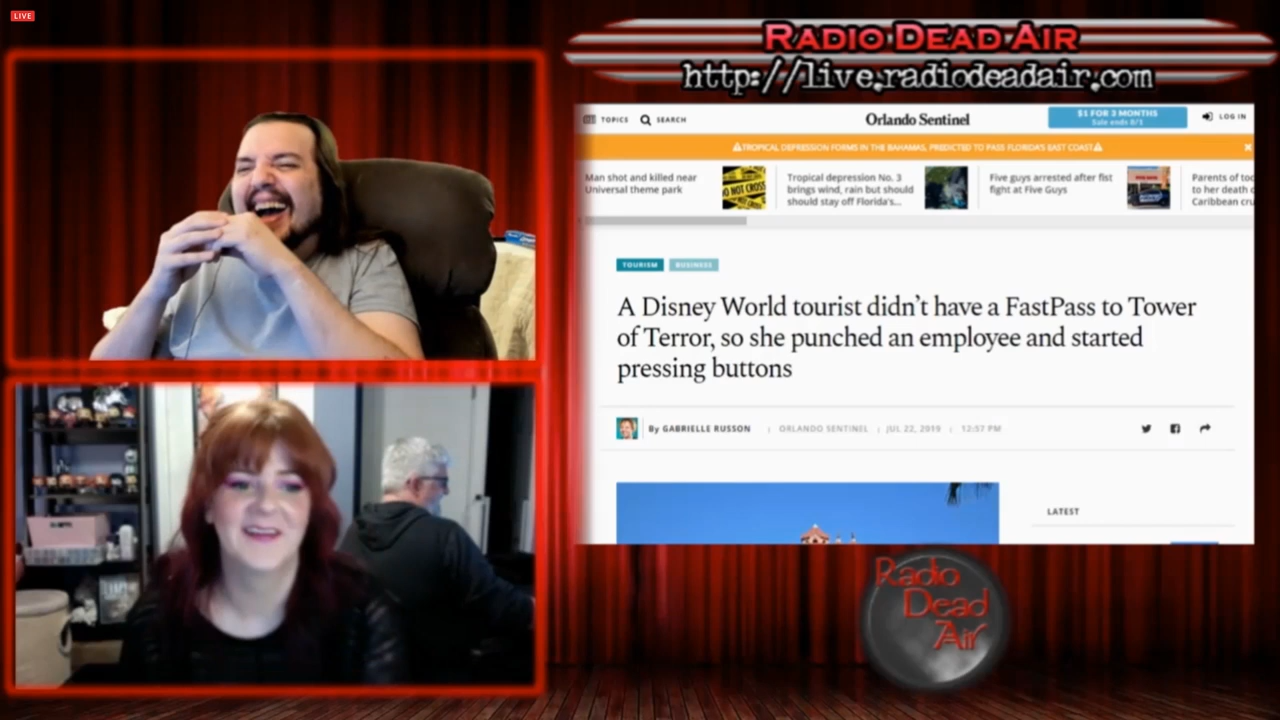 LIVE
RADIO DEAD AIR
http://live.radiodeadair.com
TOPICS
SEARCH
Orlando Sentinel
$1 FOR 3 MONTHS
Sale ends 8/1
LOG IN
⚠TROPICAL DEPRESSION FORMS IN THE BAHAMAS, PREDICTED TO PASS FLORIDA'S EAST COAST⚠
Man shot and killed near
Universal theme park
DO NOT CROSS
Tropical depression No. 3
brings wind, rain but should
should stay off Florida's...
Five guys arrested after fist
fight at Five Guys
Parents of tod
to her death o
Caribbean cru
TOURISM
BUSINESS
A Disney World tourist didn't have a FastPass to Tower
of Terror, so she punched an employee and started
pressing buttons
By GABRIELLE RUSSON | ORLANDO SENTINEL | JUL 22, 2019 | 12:57 PM
LATEST
Radio
Dead
Air